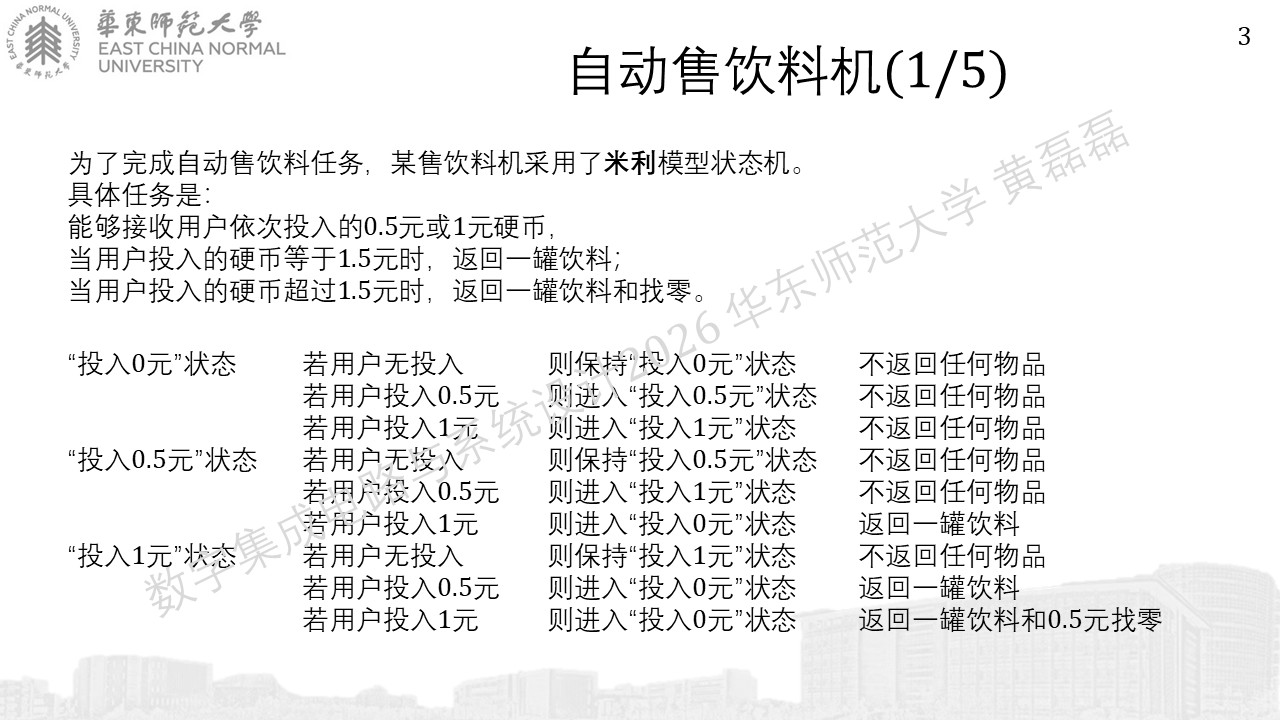 華東師範大學
EAST CHINA NORMAL
UNIVERSITY
EAST CHINA NORMAL UNIVERSITY
華東師範大學
3
自动售饮料机(1/5)
为了完成自动售饮料任务，某售饮料机采用了米利模型状态机。
具体任务是：
能够接收用户依次投入的0.5元或1元硬币，
当用户投入的硬币等于1.5元时，返回一罐饮料；
当用户投入的硬币超过1.5元时，返回一罐饮料和找零。
“投入0元”状态 若用户无投入 则保持“投入0元”状态 不返回任何物品
若用户投入0.5元 则进入“投入0.5元”状态 不返回任何物品
若用户投入1元 则进入“投入1元”状态 不返回任何物品
“投入0.5元”状态 若用户无投入 则保持“投入0.5元”状态 不返回任何物品
若用户投入0.5元 则进入“投入1元”状态 不返回任何物品
若用户投入1元 则进入“投入0元”状态 返回一罐饮料
“投入1元”状态 若用户无投入 则保持“投入1元”状态 不返回任何物品
若用户投入0.5元 则进入“投入0元”状态 返回一罐饮料
若用户投入1元 则进入“投入0元”状态 返回一罐饮料和0.5元找零
数字集成电路与系统设计2026 华东师范大学 黄磊磊